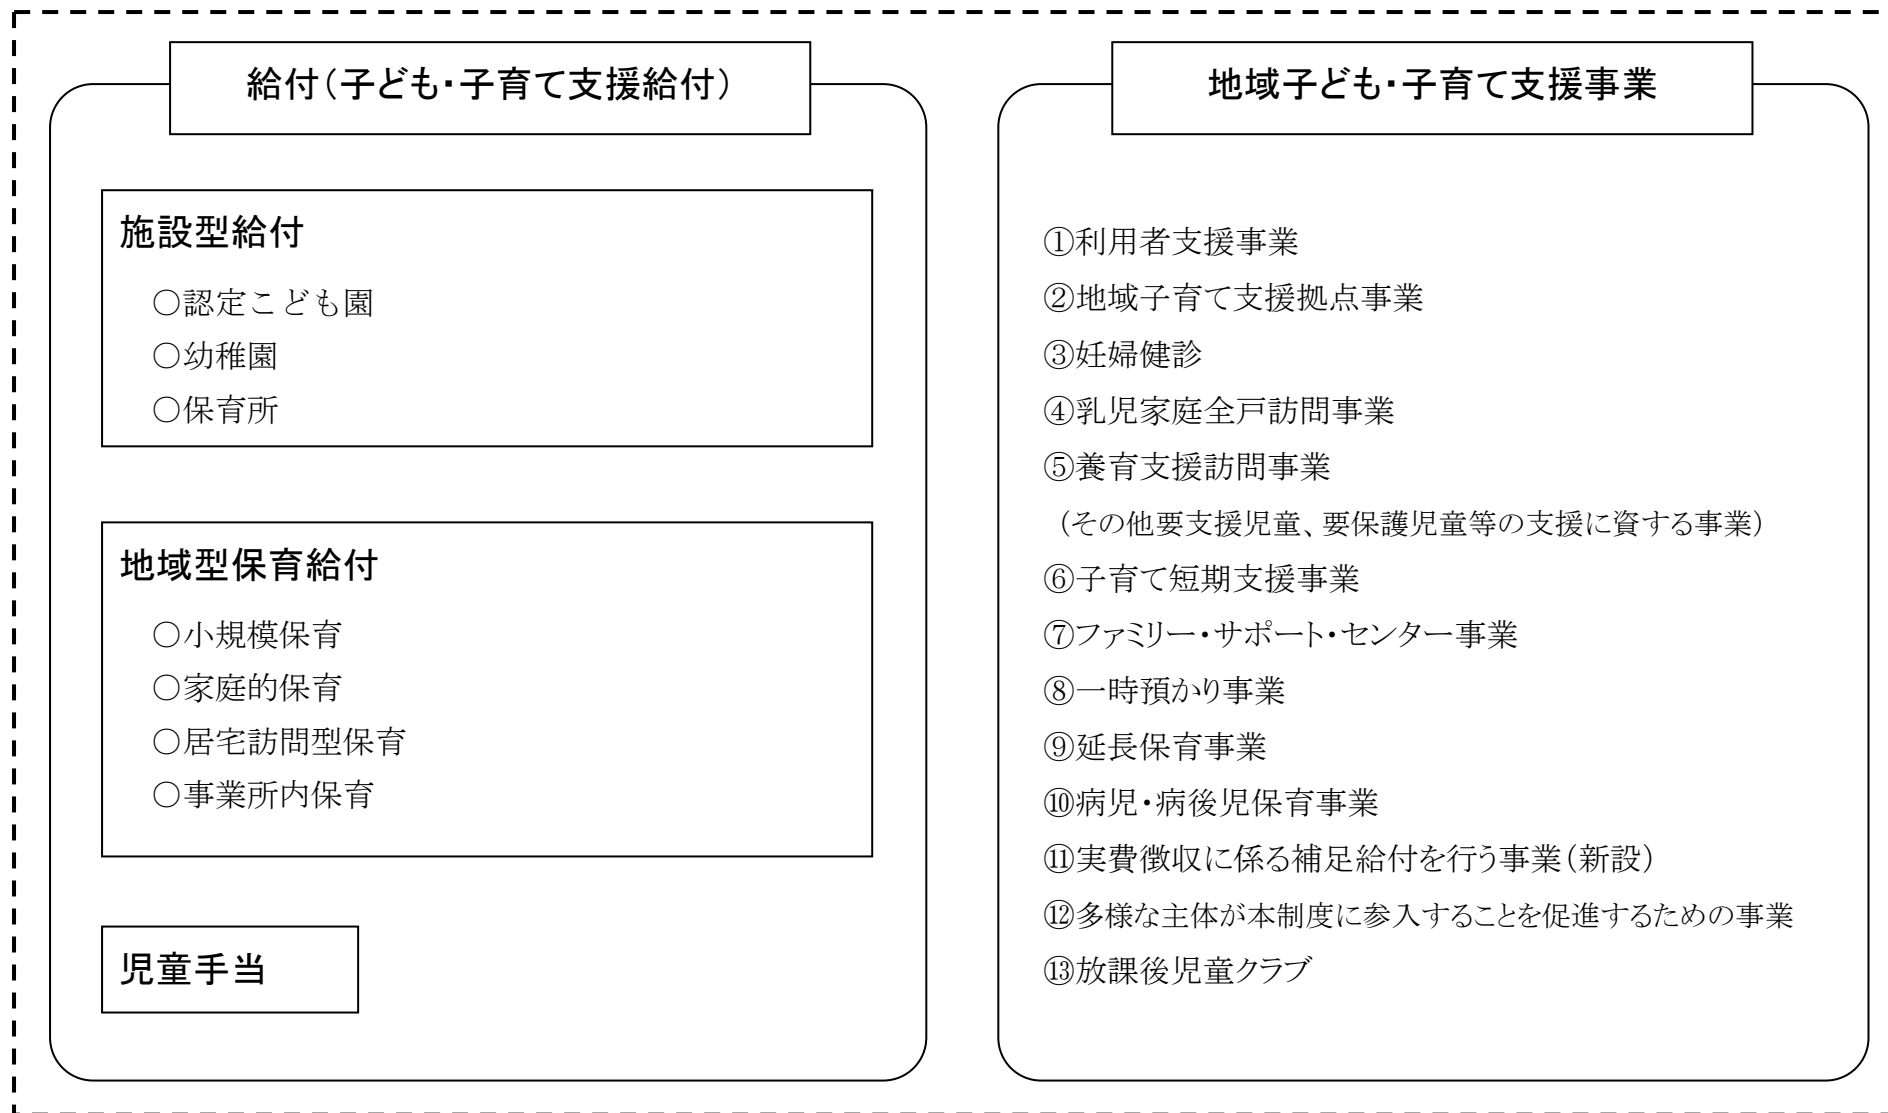 給付(子ども・子育て支援給付)
施設型給付
○認定こども園
○幼稚園
○保育所
地域型保育給付
○小規模保育
○家庭的保育
○居宅訪問型保育
○事業所内保育
児童手当
地域子ども・子育て支援事業
①利用者支援事業
②地域子育て支援拠点事業
③妊婦健診
④乳児家庭全戸訪問事業
⑤養育支援訪問事業
(その他要支援児童、要保護児童等の支援に資する事業)
⑥子育て短期支援事業
⑦ファミリー・サポート・センター事業
⑧一時預かり事業
⑨延長保育事業
⑩病児・病後児保育事業
⑪実費徴収に係る補足給付を行う事業(新設)
⑫多様な主体が本制度に参入することを促進するための事業
⑬放課後児童クラブ